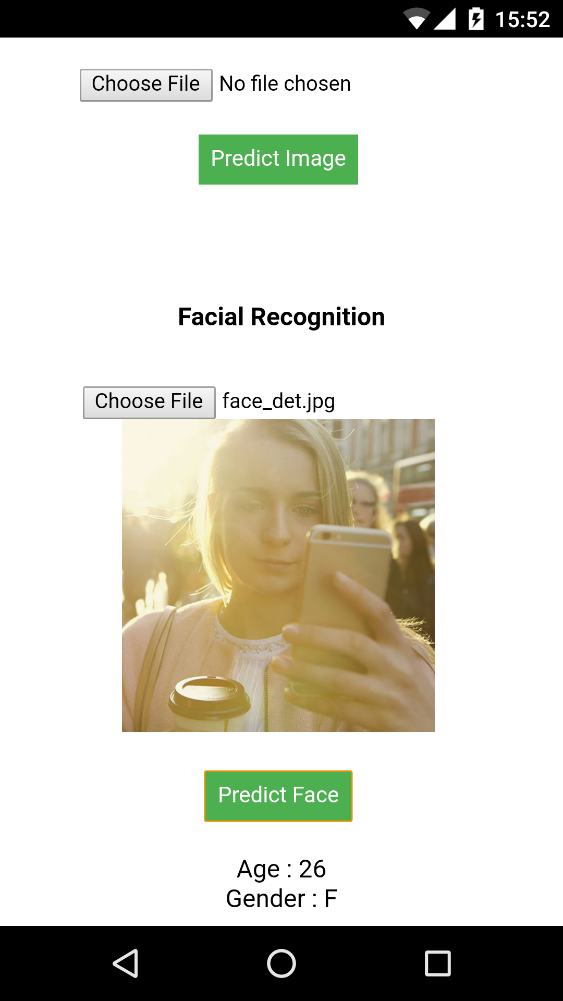 15:52
Choose File No file chosen
Predict Image
Facial Recognition
Choose File face_det.jpg
Predict Face
Age : 26
Gender : F